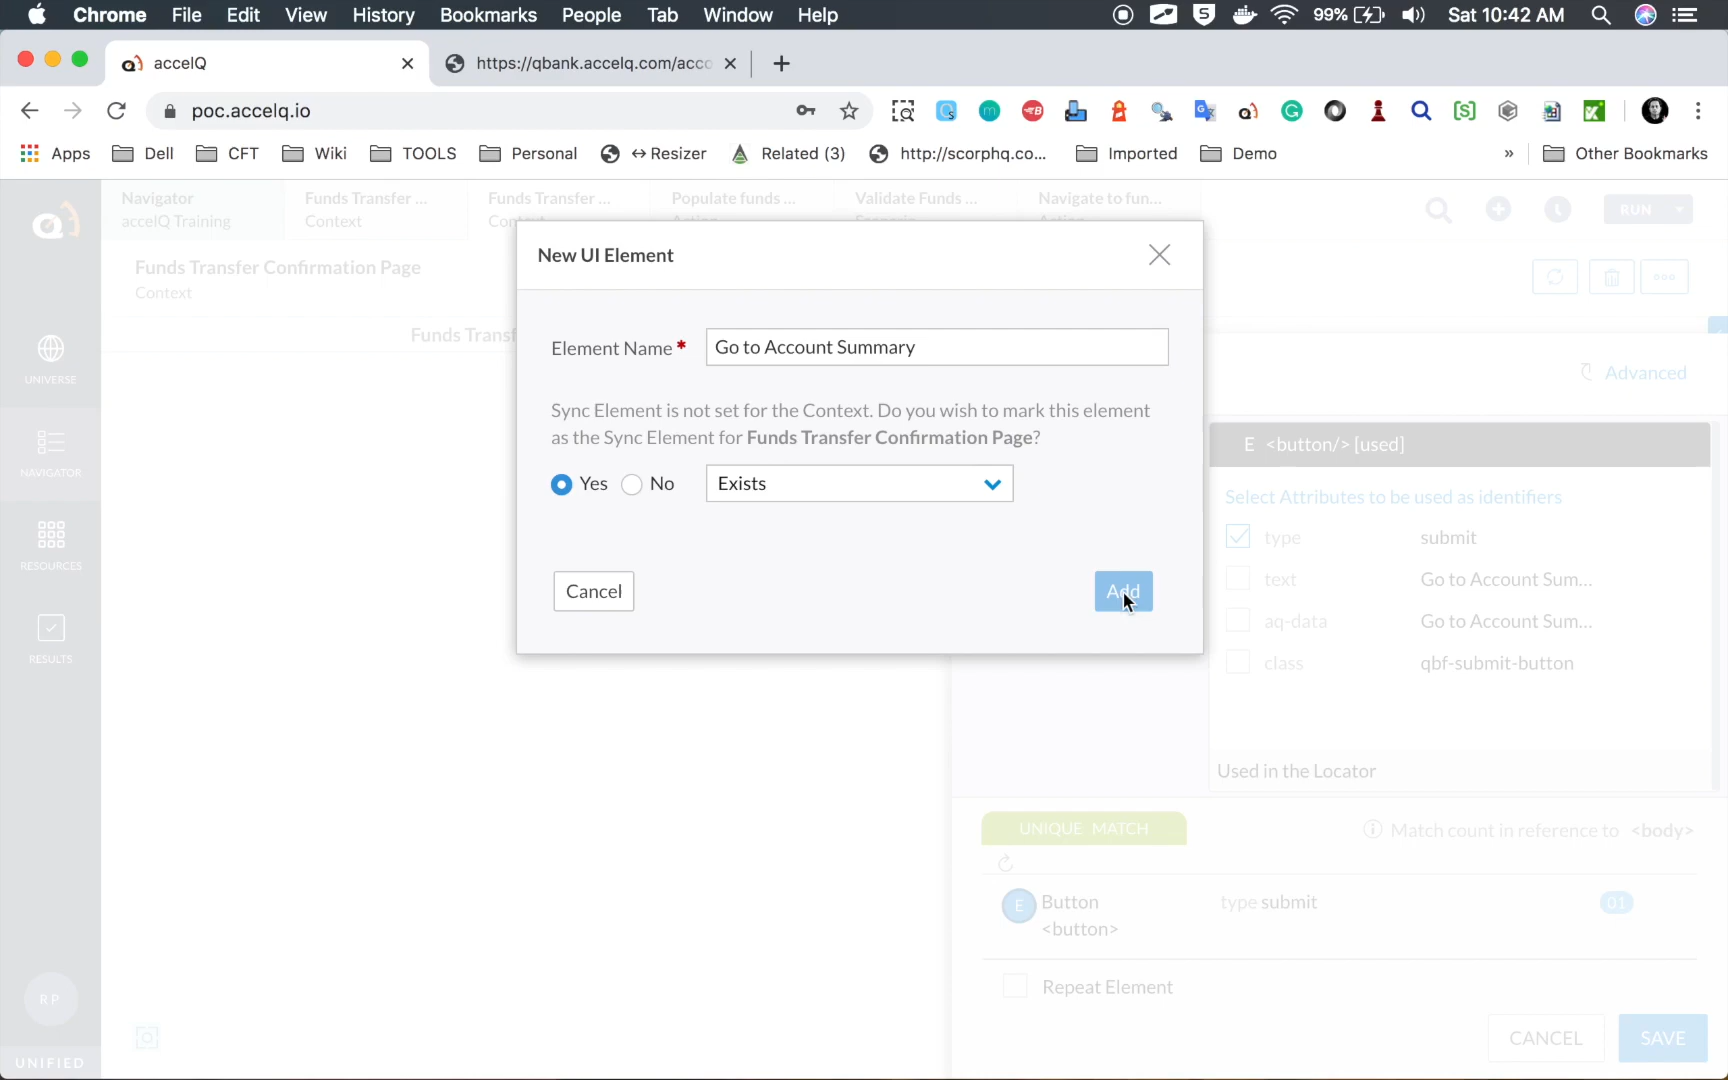 Chrome File Edit View History Bookmarks People Tab Window Help 99% Sat 10:42 AM
accelQ https://qbank.accelq.com/acco
poc.accelq.io
Apps Dell CFT Wiki TOOLS Personal ↔Resizer Related (3) http://scorphq.co... Imported Demo » Other Bookmarks
Navigator Funds Transfer ... Funds Transfer ... Populate funds ... Validate Funds ... Navigate to fun...
accelQ Training Context
RUN
Funds Transfer Confirmation Page
Context
New UI Element
Funds Transf
Element Name* Go to Account Summary
Advanced
UNIVERSE
Sync Element is not set for the Context. Do you wish to mark this element
as the Sync Element for Funds Transfer Confirmation Page?
E <button/> [used]
NAVIGATOR
Yes No Exists
Select Attributes to be used as identifiers
type submit
RESOURCES
text Go to Account Sum...
Cancel Add
aq-data Go to Account Sum...
RESULTS
class qbf-submit-button
Used in the Locator
UNIQUE MATCH Match count in reference to <body>
E Button type submit 01
<button>
Repeat Element
RP
CANCEL SAVE
UNIFIED